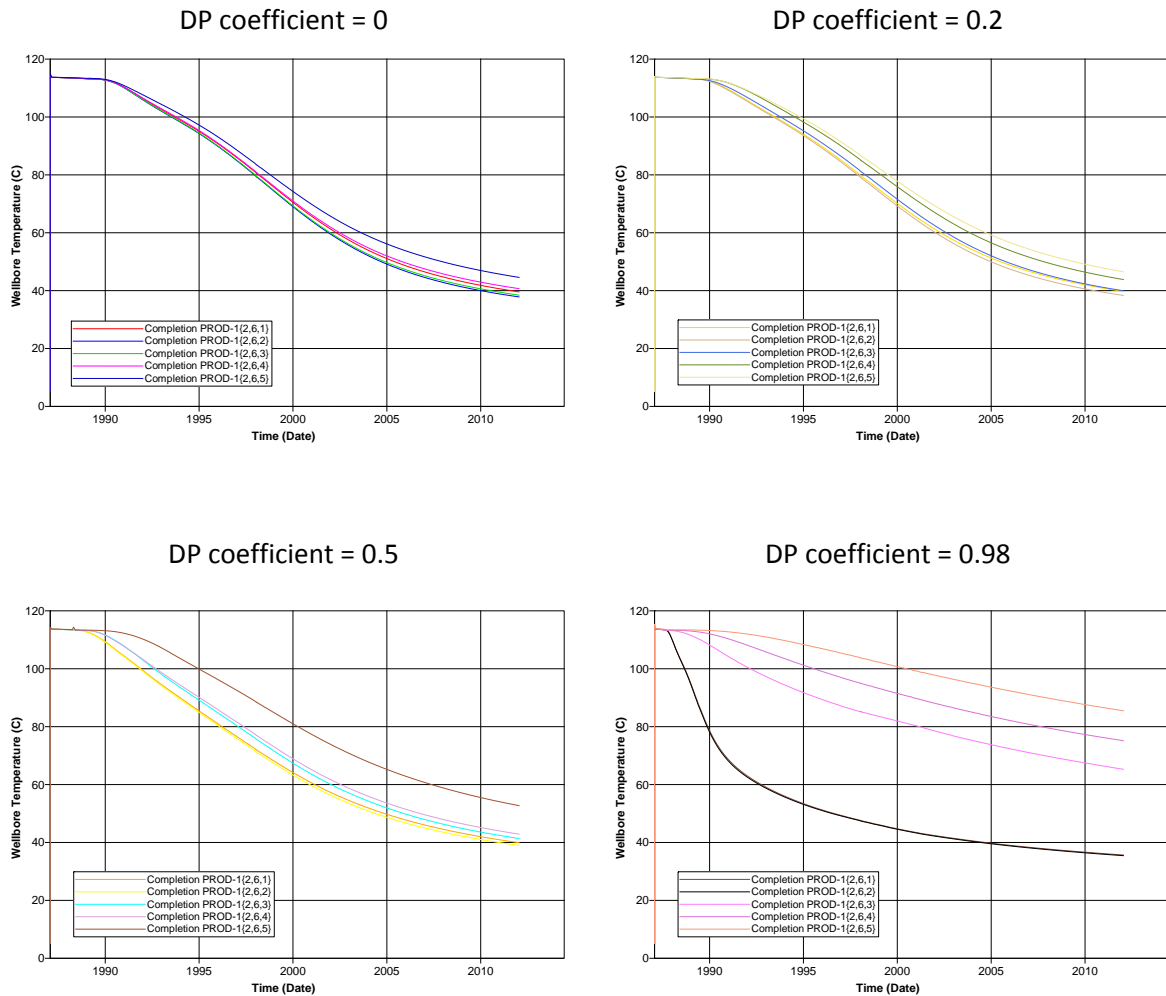 DP coefficient = 0
DP coefficient = 0.2
120
100
80
60
40
20
0
Wellbore Temperature (C)
Completion PROD-1{2,6,1}
Completion PROD-1{2,6,2}
Completion PROD-1{2,6,3}
Completion PROD-1{2,6,4}
Completion PROD-1{2,6,5}
1990 1995 2000 2005 2010
Time (Date)
120
100
80
60
40
20
0
Wellbore Temperature (C)
Completion PROD-1{2,6,1}
Completion PROD-1{2,6,2}
Completion PROD-1{2,6,3}
Completion PROD-1{2,6,4}
Completion PROD-1{2,6,5}
1990 1995 2000 2005 2010
Time (Date)
DP coefficient = 0.5
DP coefficient = 0.98
120
100
80
60
40
20
0
Wellbore Temperature (C)
Completion PROD-1{2,6,1}
Completion PROD-1{2,6,2}
Completion PROD-1{2,6,3}
Completion PROD-1{2,6,4}
Completion PROD-1{2,6,5}
1990 1995 2000 2005 2010
Time (Date)
120
100
80
60
40
20
0
Wellbore Temperature (C)
Completion PROD-1{2,6,1}
Completion PROD-1{2,6,2}
Completion PROD-1{2,6,3}
Completion PROD-1{2,6,4}
Completion PROD-1{2,6,5}
1990 1995 2000 2005 2010
Time (Date)